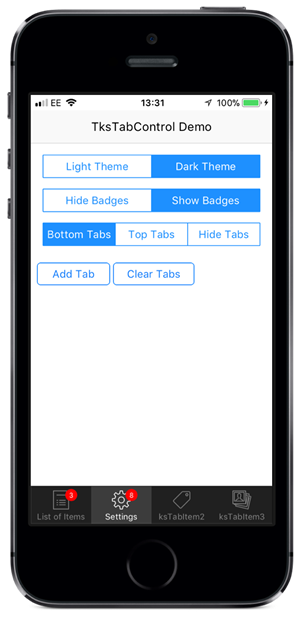 EE 13:31 100%
TksTabControl Demo
Light Theme Dark Theme
Hide Badges Show Badges
Bottom Tabs Top Tabs Hide Tabs
Add Tab Clear Tabs
3 8
List of Items Settings ksTabItem2 ksTabItem3